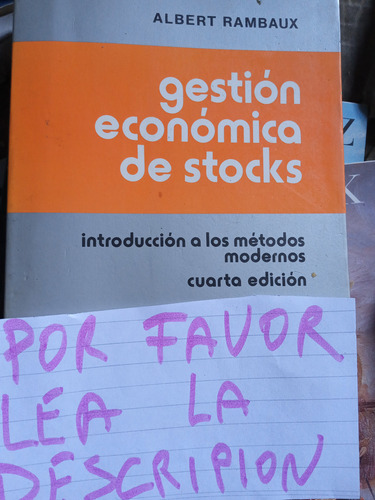 ALBERT RAMBAUX
gestión
económica
de stocks
introducción a los métodos
modernos
cuarta edición
POR FAVOR
LEA LA
DESCRIPION
Z
X